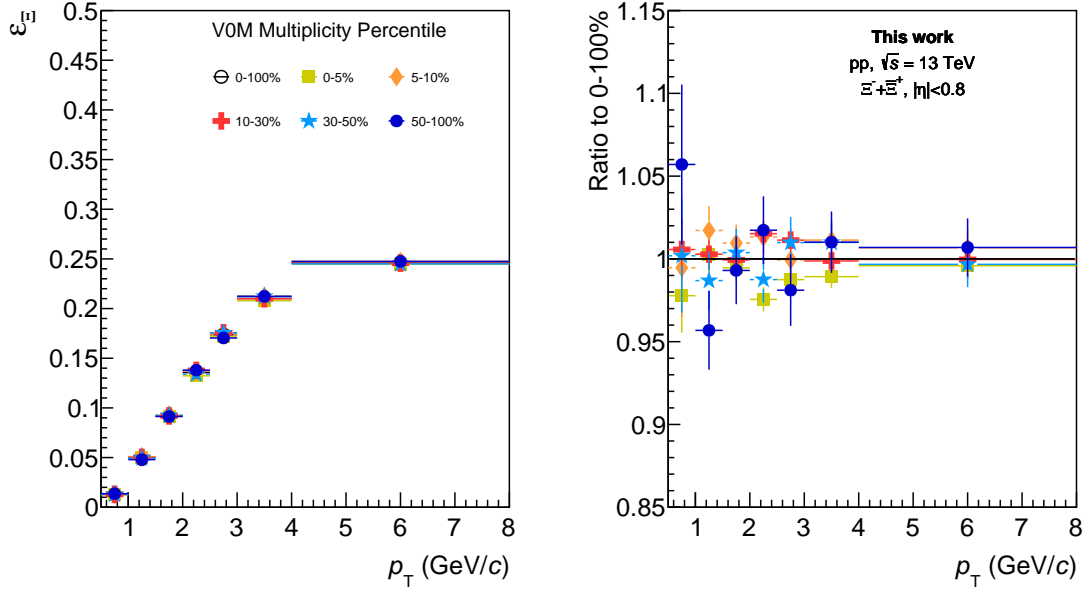 ε[Ξ]
0.5
0.45
0.4
0.35
0.3
0.25
0.2
0.15
0.1
0.05
0
V0M Multiplicity Percentile
0-100% 0-5% 5-10%
10-30% 30-50% 50-100%
1 2 3 4 5 6 7 8
pT (GeV/c)
Ratio to 0-100%
1.15
1.1
1.05
1
0.95
0.9
0.85
This work
pp, √s = 13 TeV
Ξ⁻+Ξ̅⁺, |η|<0.8
1 2 3 4 5 6 7 8
pT (GeV/c)